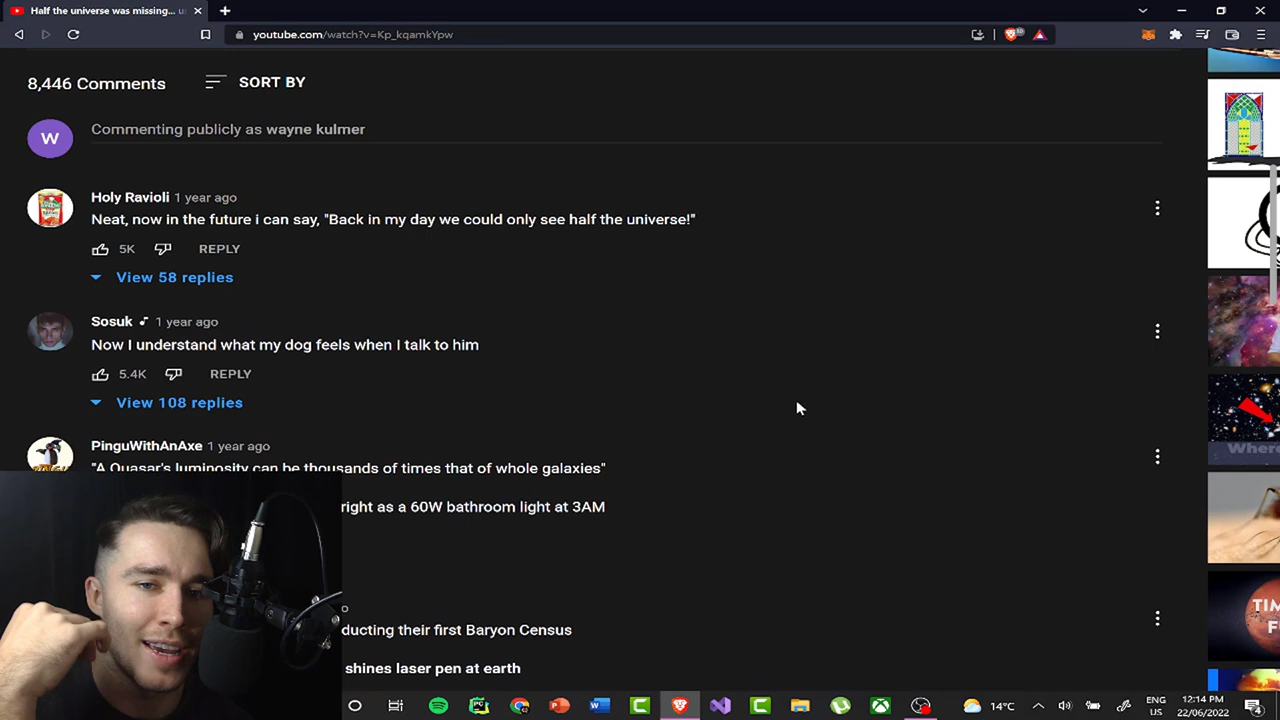 Half the universe was missing... u
youtube.com/watch?v=Kp_kqamkYpw
8,446 Comments
SORT BY
W
Commenting publicly as wayne kulmer
Holy Ravioli 1 year ago
Neat, now in the future i can say, "Back in my day we could only see half the universe!"
5K REPLY
View 58 replies
Sosuk 1 year ago
Now I understand what my dog feels when I talk to him
5.4K REPLY
View 108 replies
PinguWithAnAxe 1 year ago
"A Quasar's luminosity can be thousands of times that of whole galaxies"
right as a 60W bathroom light at 3AM
ducting their first Baryon Census
shines laser pen at earth
Where
TIM
F
14°C
ENG
US
12:14 PM
22/06/2022
4